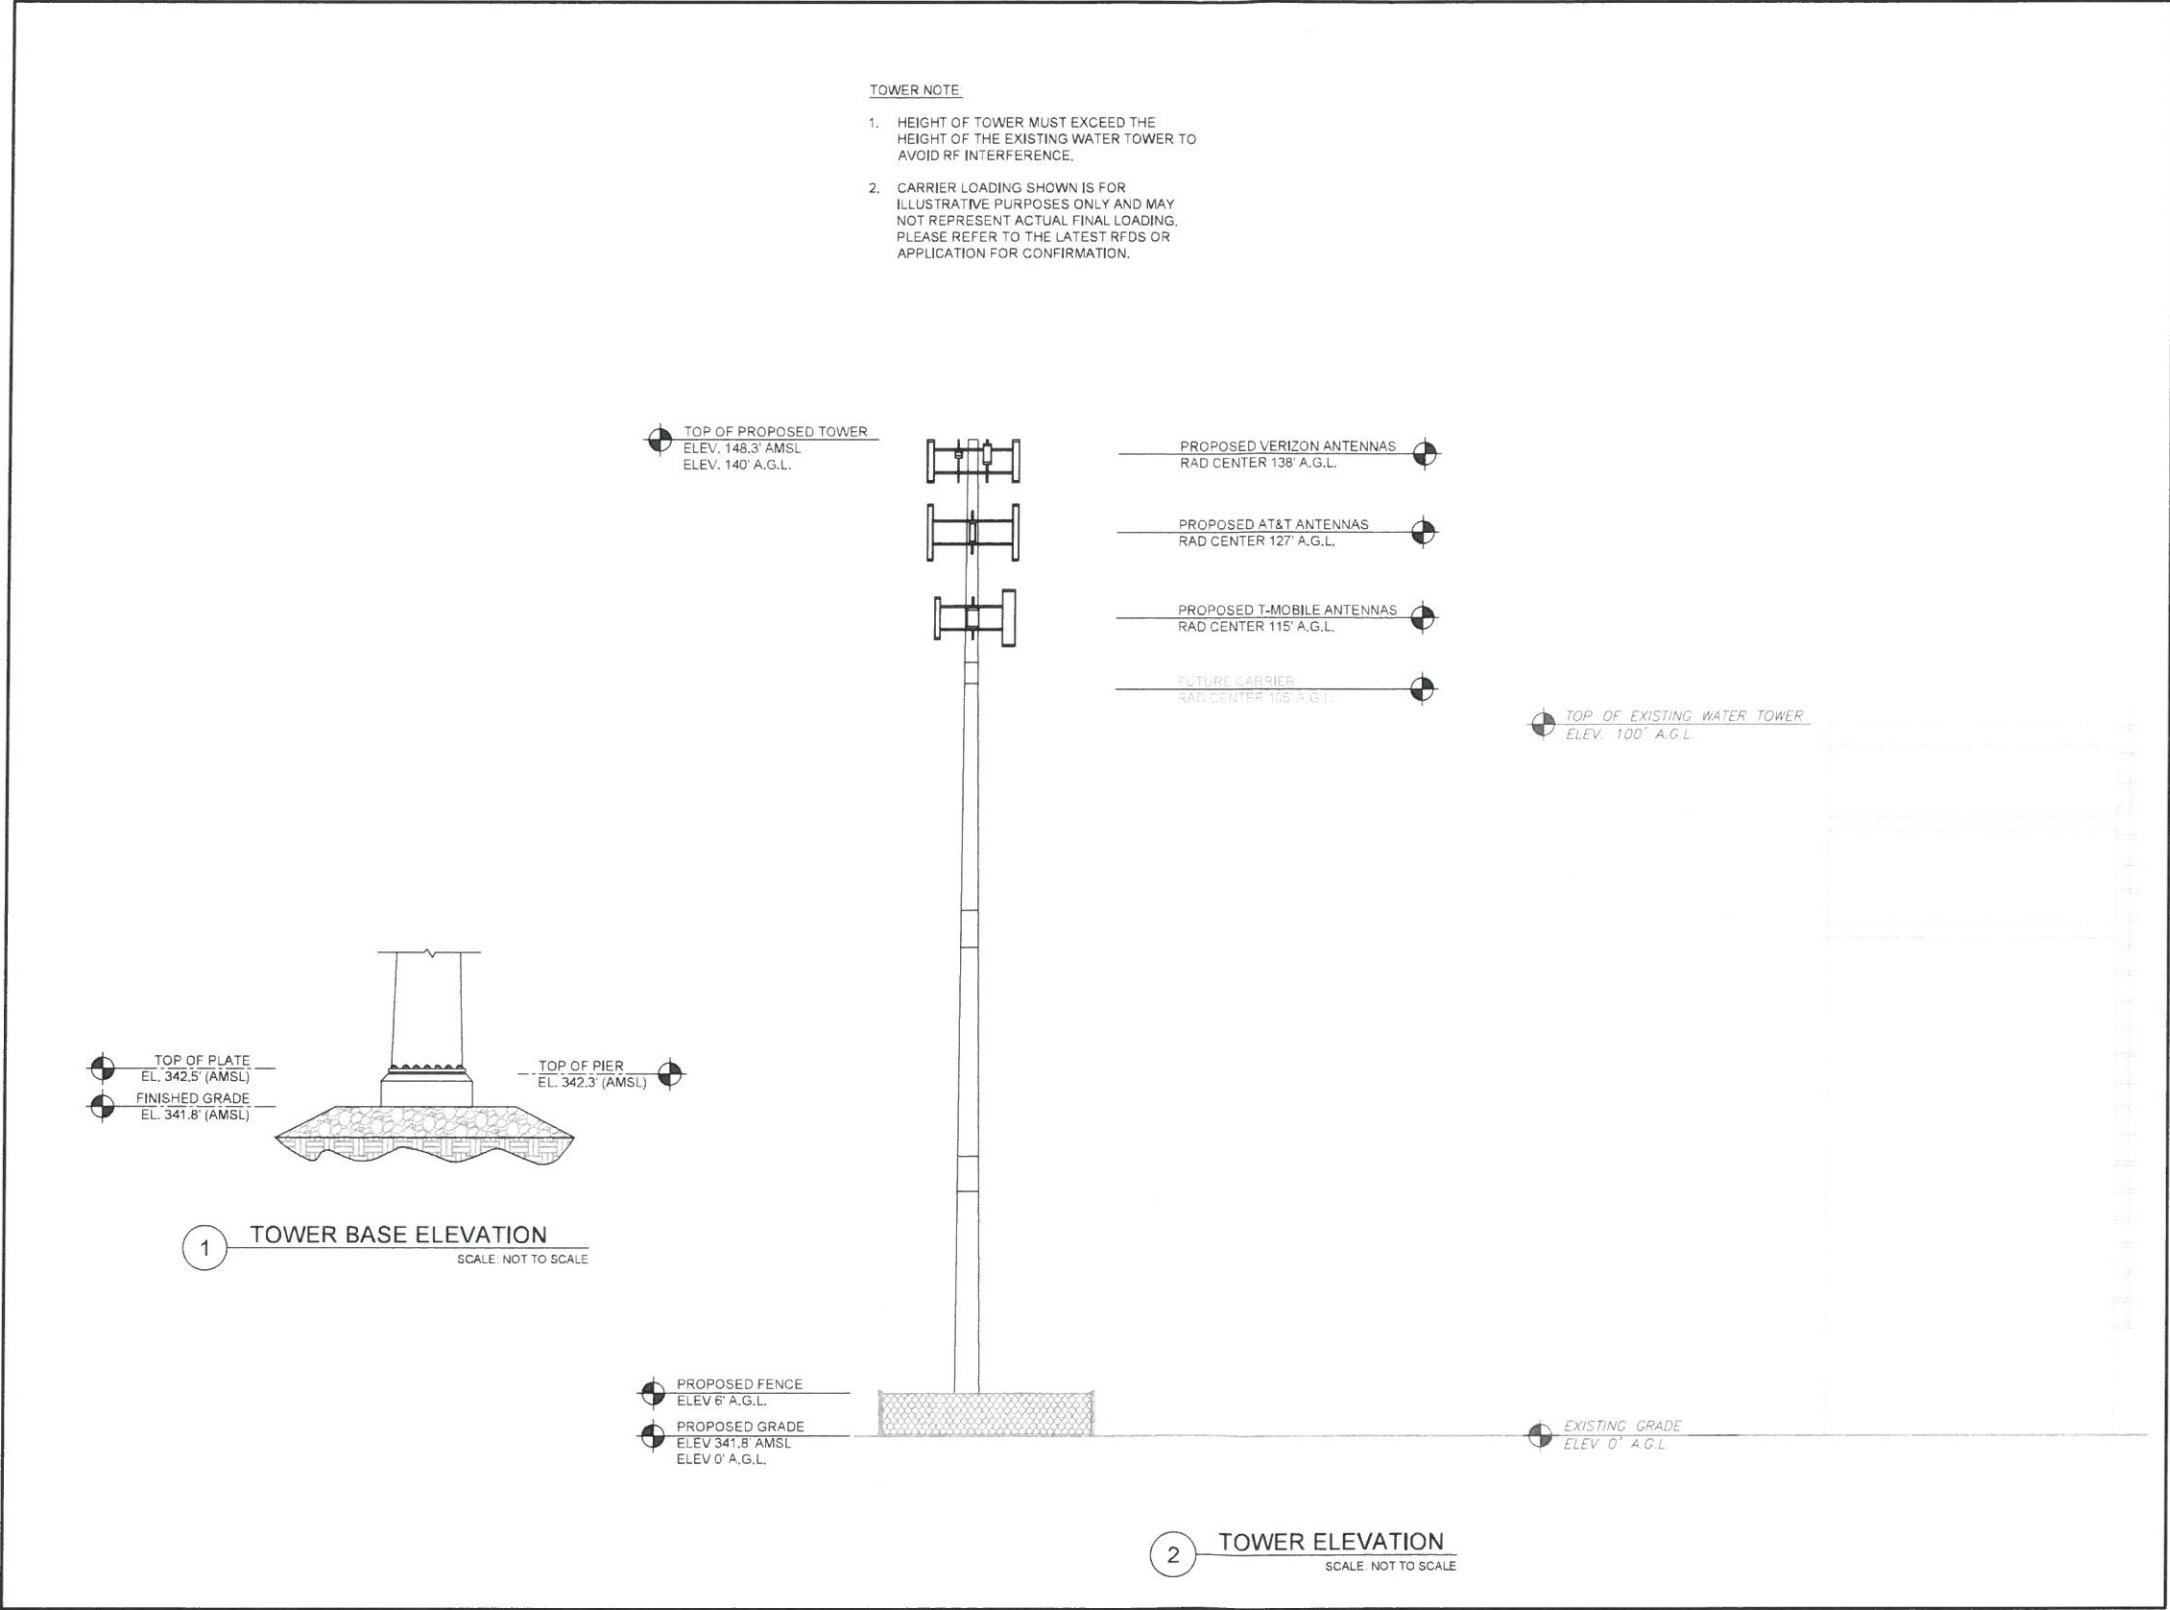 TOWER NOTE:
1. HEIGHT OF TOWER MUST EXCEED THE
HEIGHT OF THE EXISTING WATER TOWER TO
AVOID RF INTERFERENCE.
2. CARRIER LOADING SHOWN IS FOR
ILLUSTRATIVE PURPOSES ONLY AND MAY
NOT REPRESENT ACTUAL FINAL LOADING.
PLEASE REFER TO THE LATEST RFDS OR
APPLICATION FOR CONFIRMATION.
TOP OF PROPOSED TOWER
ELEV. 148.3' AMSL
ELEV. 140' A.G.L.
PROPOSED VERIZON ANTENNAS
RAD CENTER 138' A.G.L.
PROPOSED AT&T ANTENNAS
RAD CENTER 127' A.G.L.
PROPOSED T-MOBILE ANTENNAS
RAD CENTER 115' A.G.L.
FUTURE CARRIER
RAD CENTER 105' A.G.L.
TOP OF EXISTING WATER TOWER
ELEV. 100' A.G.L.
TOP OF PLATE
EL. 342.5' (AMSL)
FINISHED GRADE
EL. 341.8' (AMSL)
TOP OF PIER
EL. 342.3' (AMSL)
1 TOWER BASE ELEVATION
SCALE: NOT TO SCALE
PROPOSED FENCE
ELEV 6' A.G.L.
PROPOSED GRADE
ELEV 341.8' AMSL
ELEV 0' A.G.L.
EXISTING GRADE
ELEV 0' A.G.L.
2 TOWER ELEVATION
SCALE: NOT TO SCALE